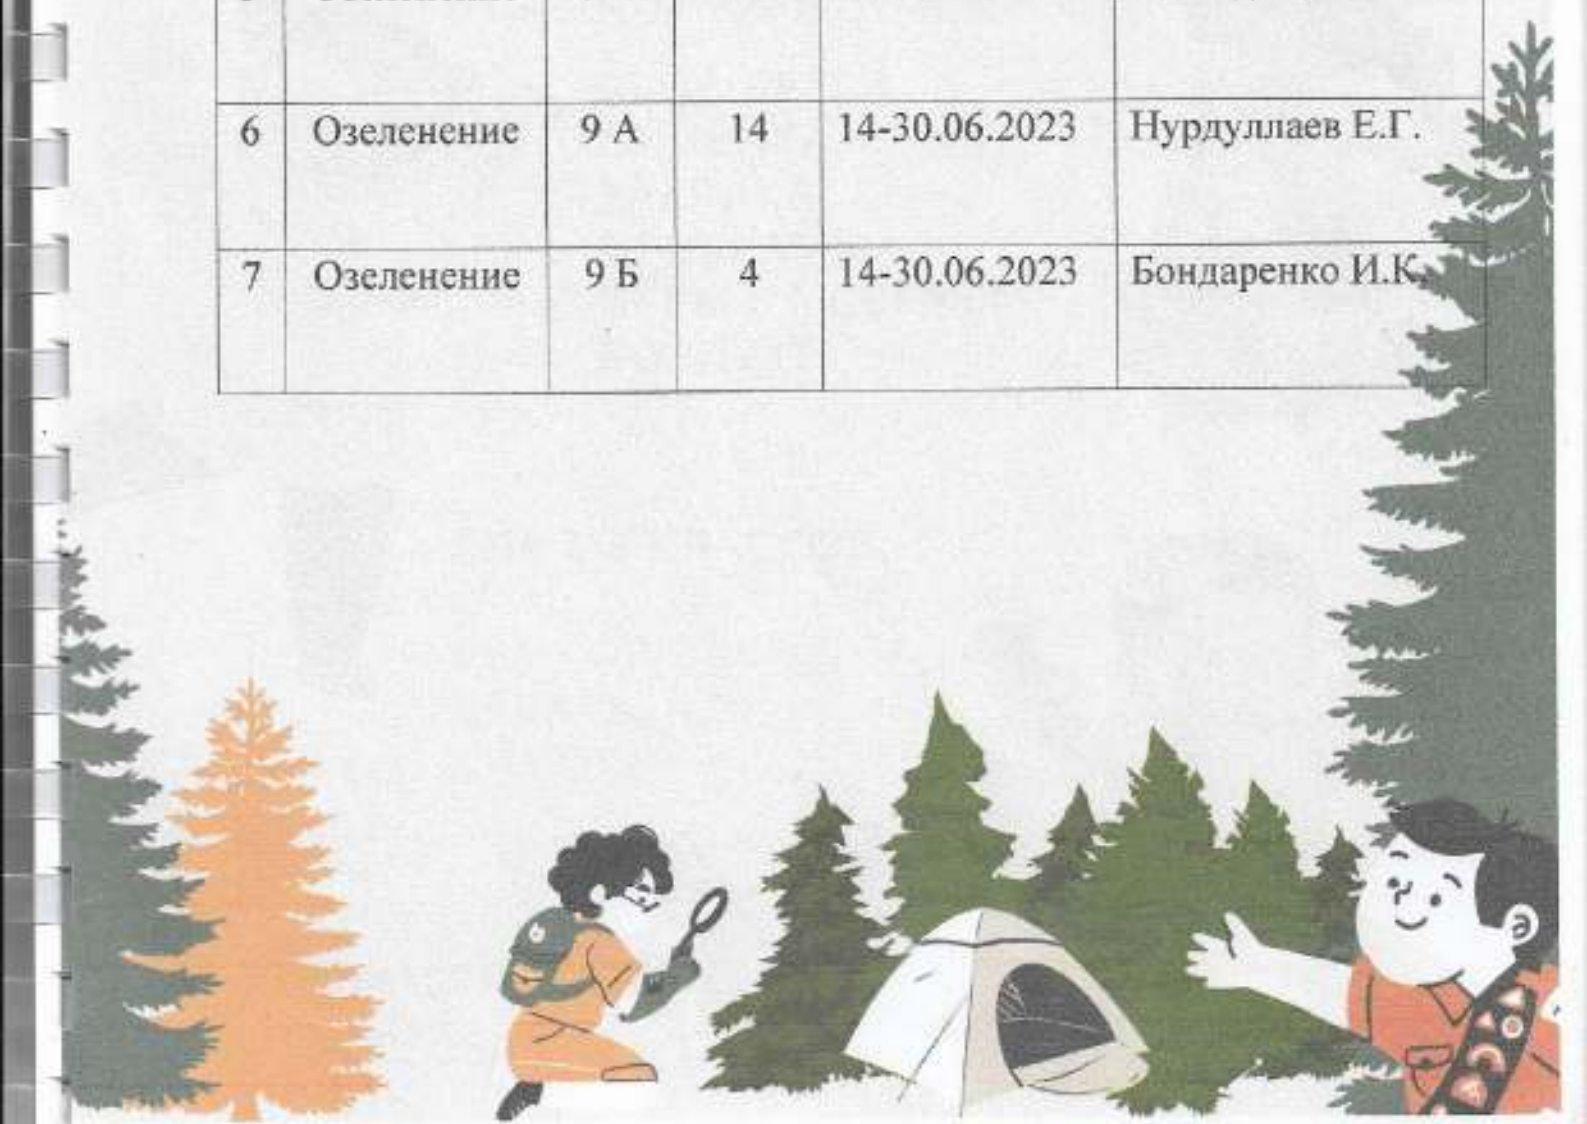 6 Озеленение 9 А 14 14-30.06.2023 Нурдуллаев Е.Г.
7 Озеленение 9 Б 4 14-30.06.2023 Бондаренко И.К.